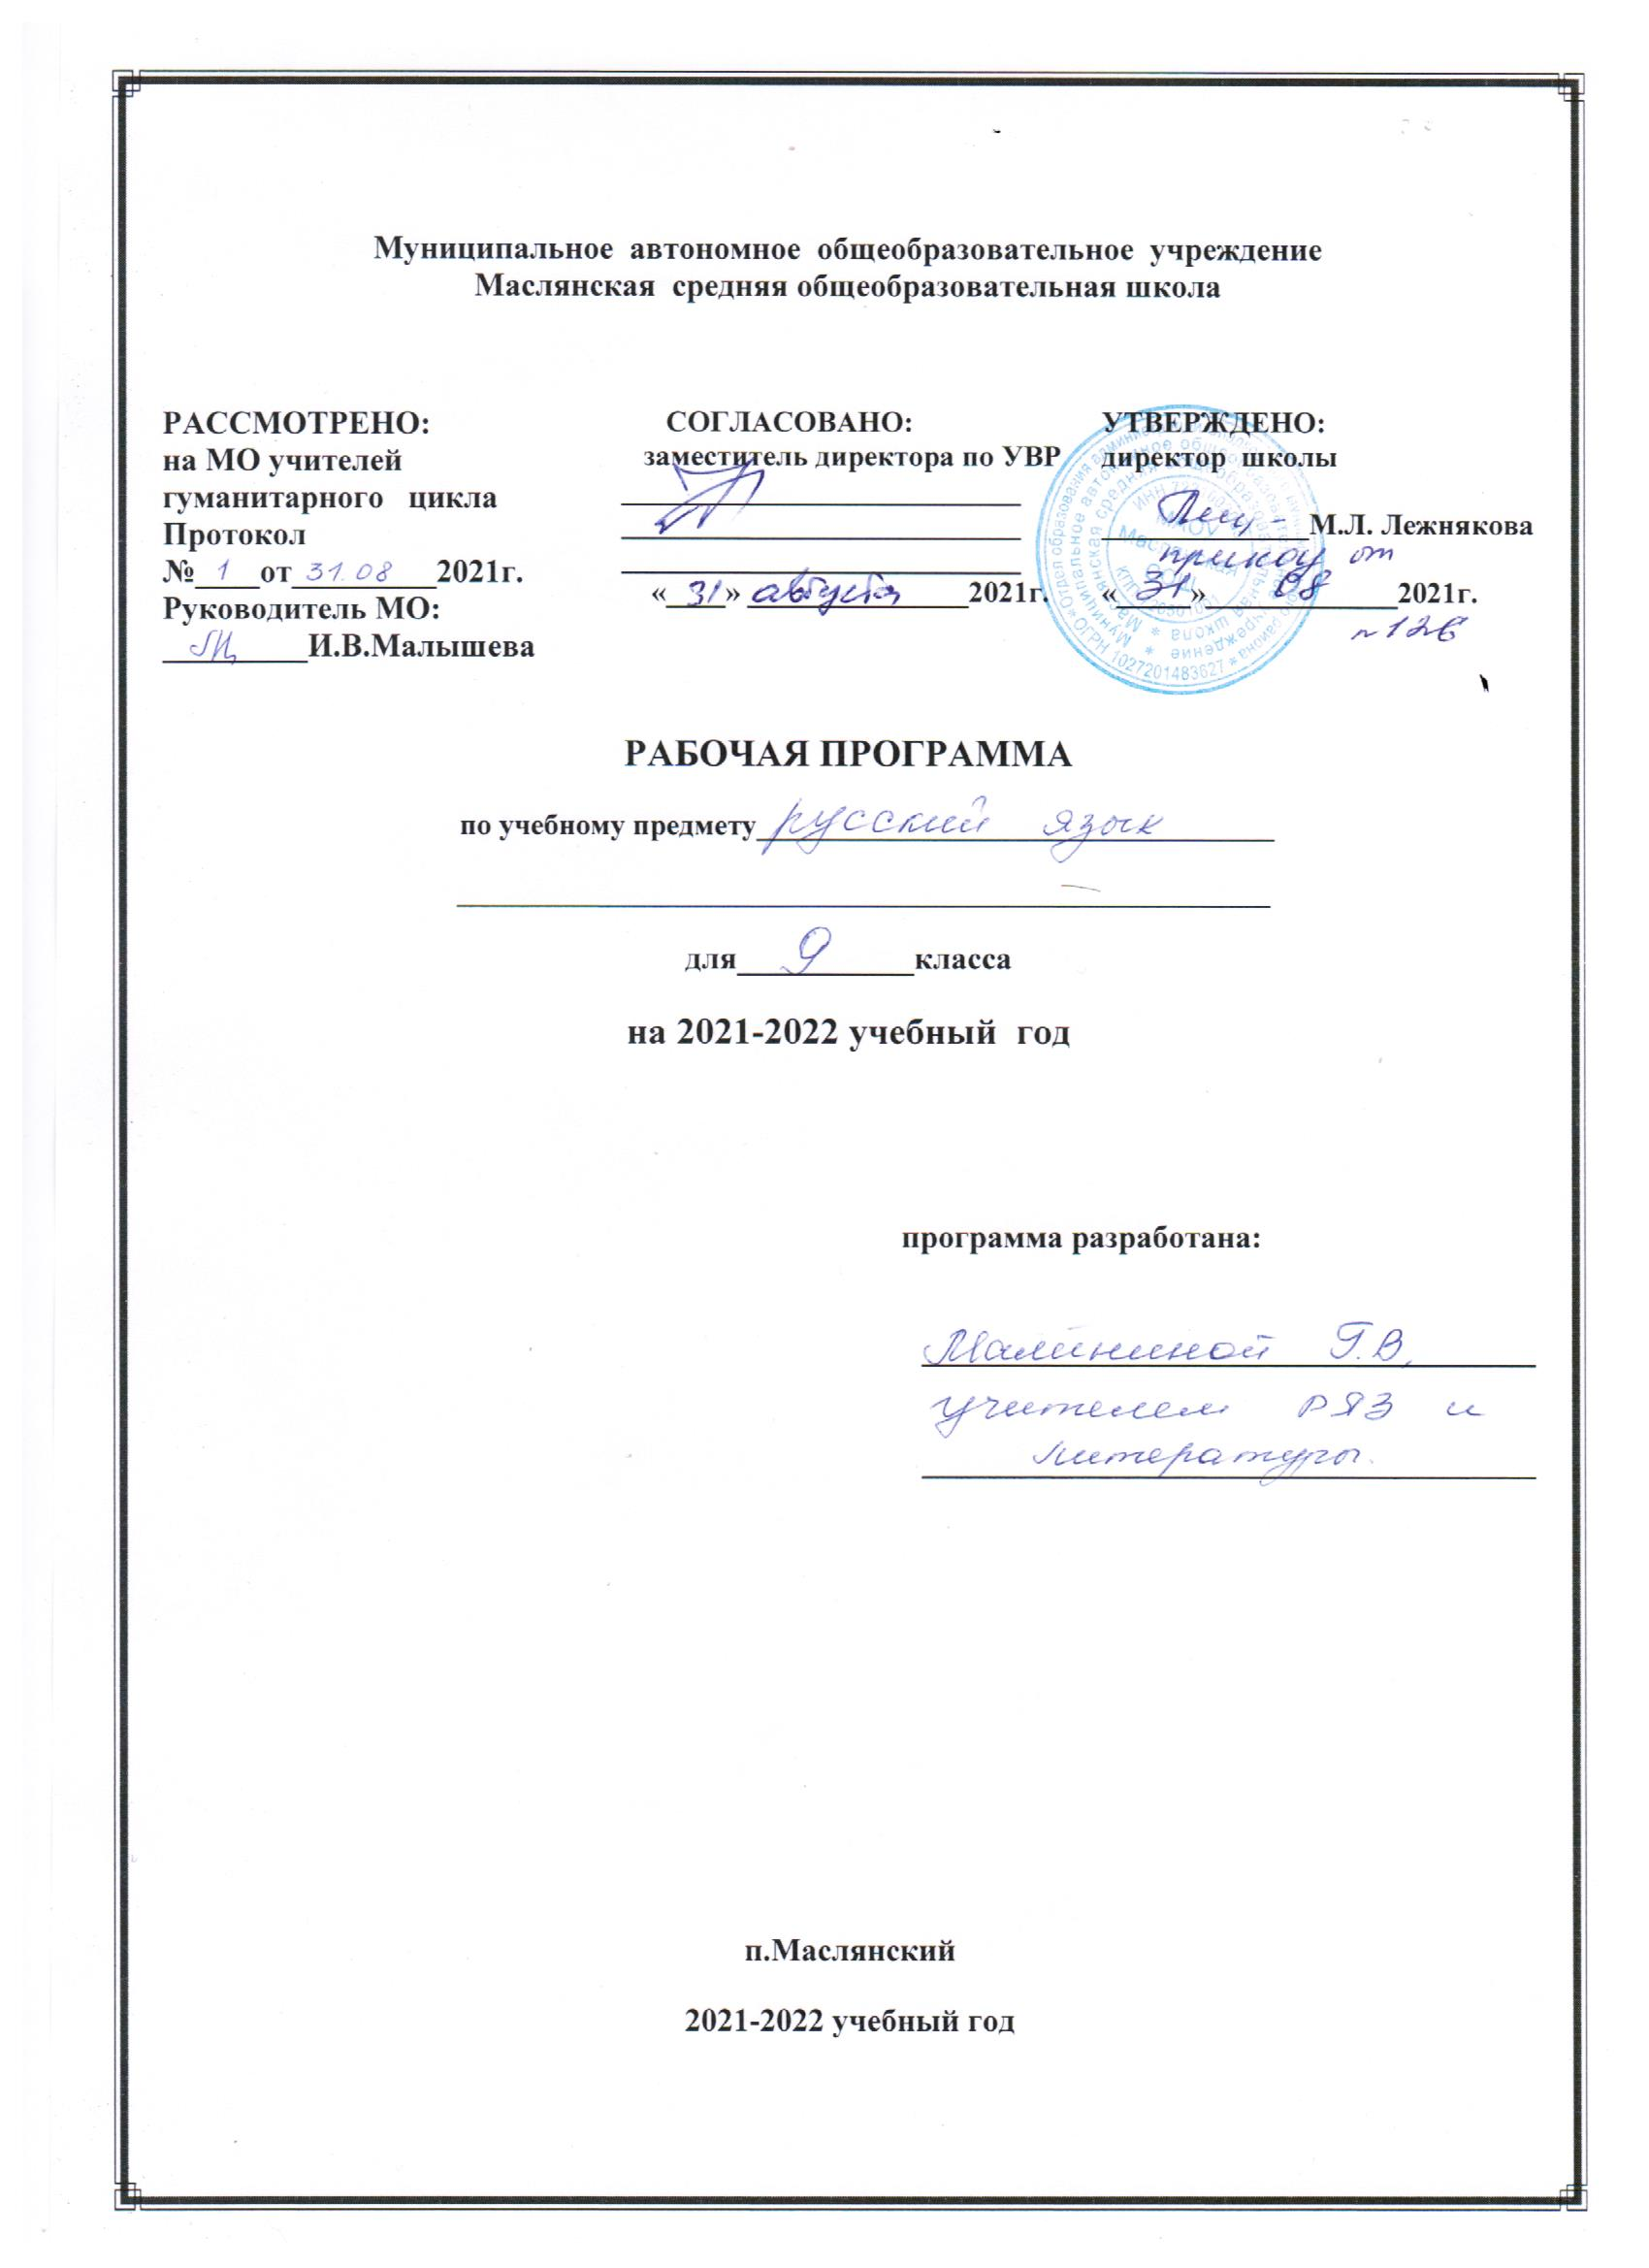 Муниципальное автономное общеобразовательное учреждение
Маслянская средняя общеобразовательная школа
РАССМОТРЕНО:
на МО учителей
гуманитарного цикла
Протокол
№ 1 от 31.08 2021г.
Руководитель МО:
И.В.Малышева
СОГЛАСОВАНО:
заместитель директора по УВР
«31» августа 2021г.
УТВЕРЖДЕНО:
директор школы
М.Л. Лежнякова
приказ от
«31» 08 2021г.
№126
ОГРН 1027201483627
РАБОЧАЯ ПРОГРАММА
по учебному предмету русский язык
для 9 класса
на 2021-2022 учебный год
программа разработана:
Малининой Г.В,
учителем РЯЗ и
литературы.
п.Маслянский
2021-2022 учебный год